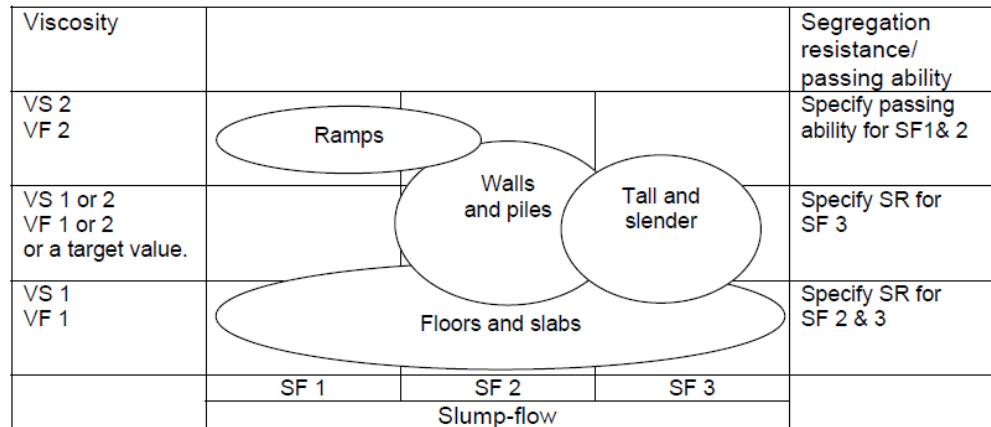 Viscosity
Segregation
resistance/
passing ability
VS 2
VF 2
Ramps
Specify passing
ability for SF1& 2
VS 1 or 2
VF 1 or 2
or a target value.
Walls
and piles
Tall and
slender
Specify SR for
SF 3
VS 1
VF 1
Floors and slabs
Specify SR for
SF 2 & 3
SF 1
SF 2
SF 3
Slump-flow